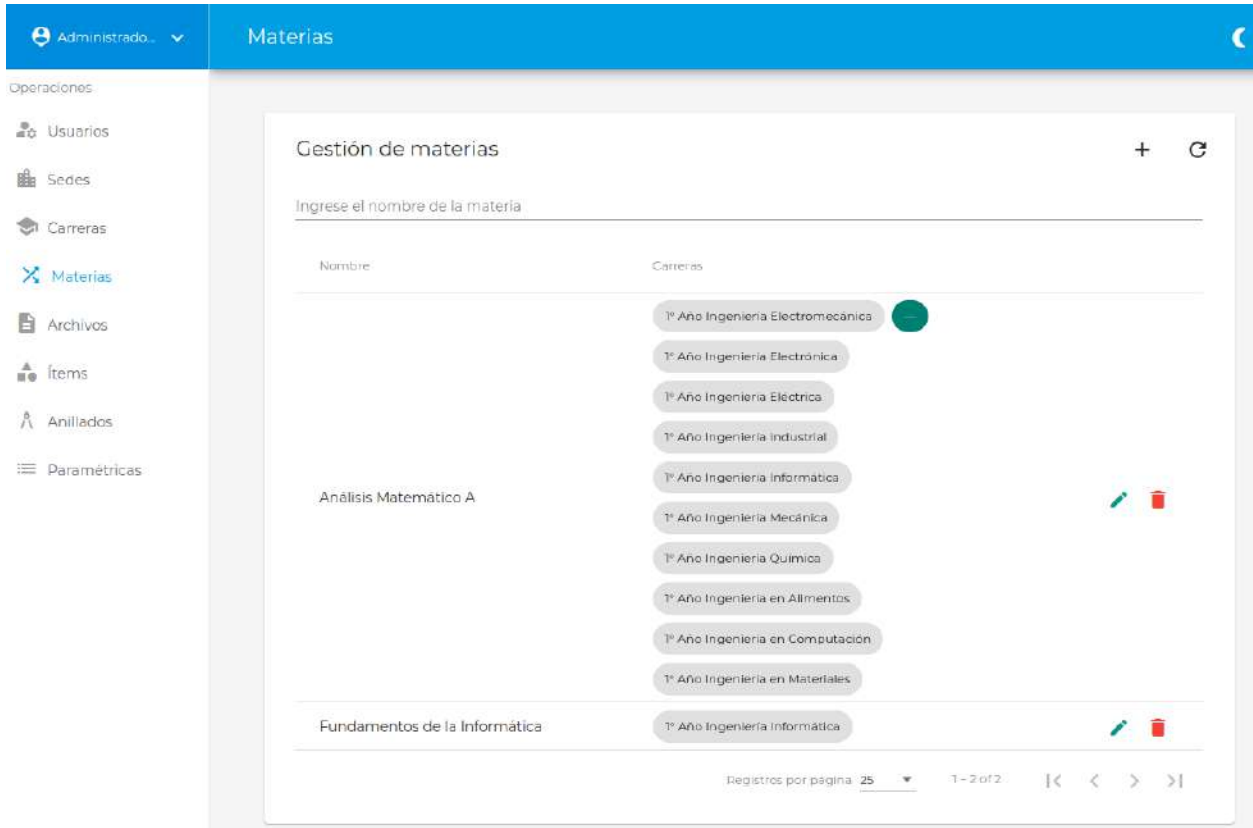 Administrado...
Materias
Operaciones
Usuarios
Sedes
Carreras
Materias
Archivos
Ítems
Anillados
Paramétricas
Gestión de materias
Ingrese el nombre de la materia
Nombre Carreras
Análisis Matemático A
1° Año Ingeniería Electromecánica
1° Año Ingeniería Electrónica
1° Año Ingeniería Eléctrica
1° Año Ingeniería Industrial
1° Año Ingeniería Informática
1° Año Ingeniería Mecánica
1° Año Ingeniería Química
1° Año Ingeniería en Alimentos
1° Año Ingeniería en Computación
1° Año Ingeniería en Materiales
Fundamentos de la Informática 1° Año Ingeniería Informática
Registros por página 25 1 - 2 of 2